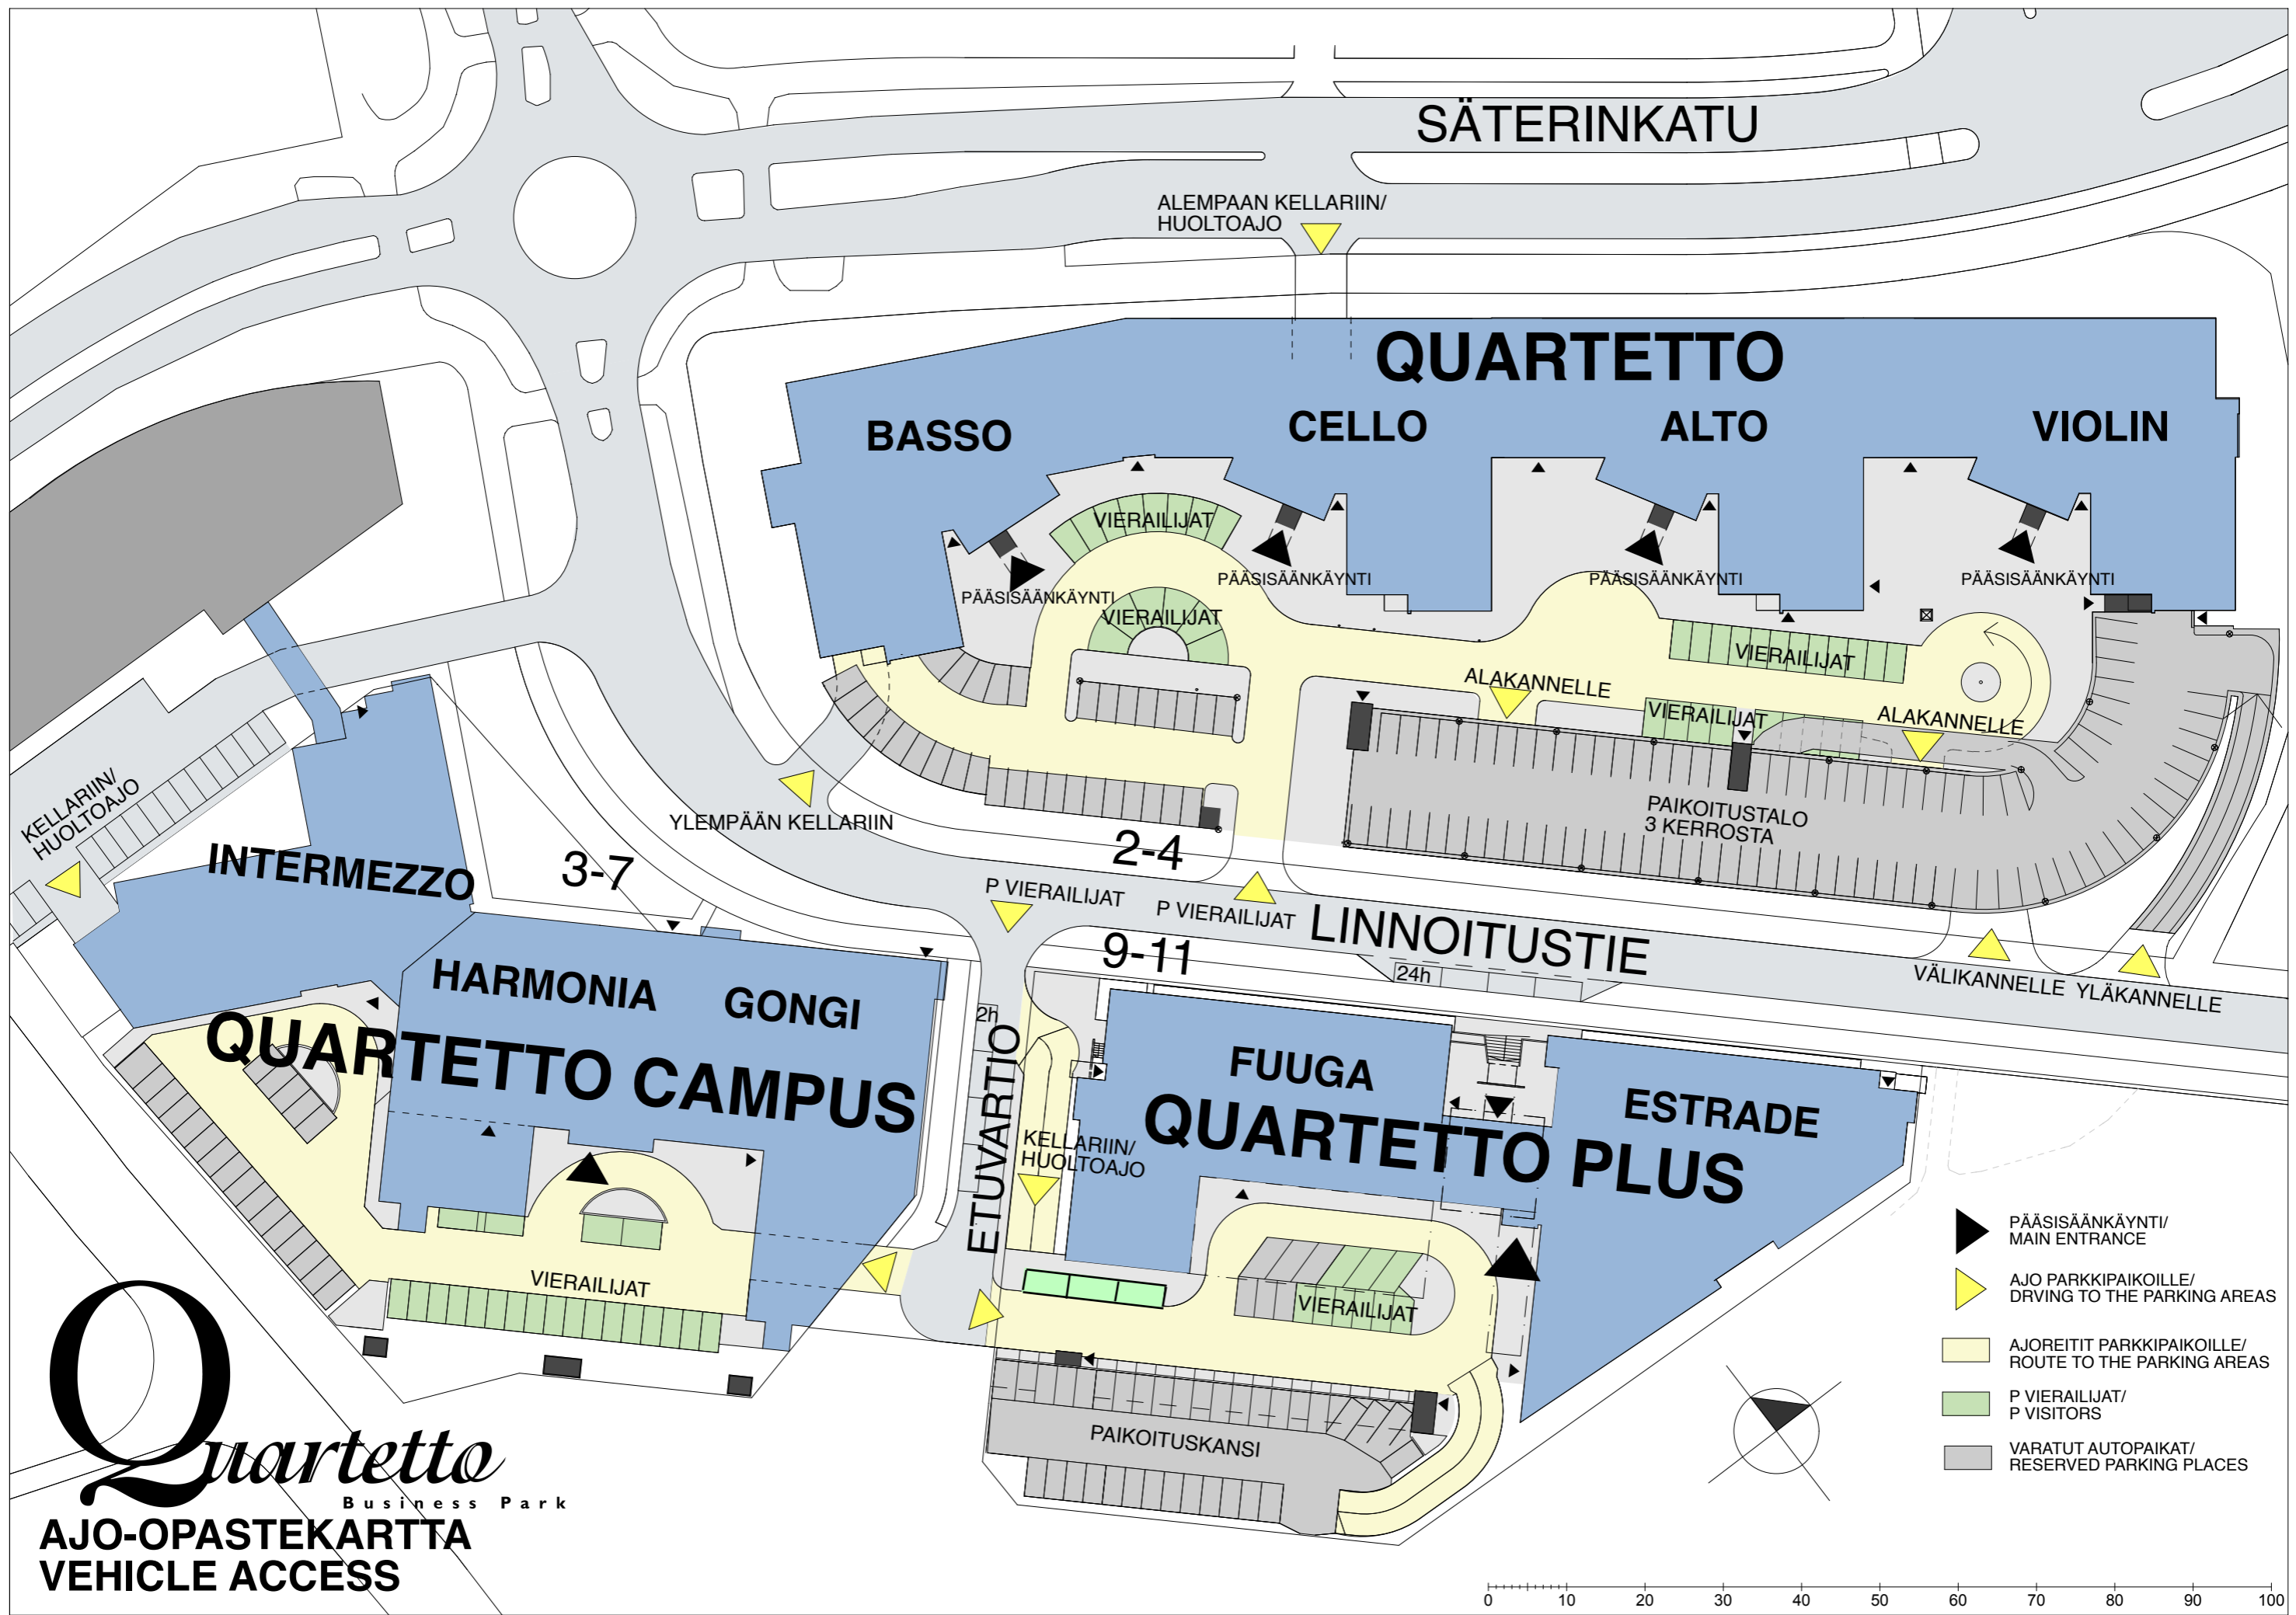 SÄTERINKATU
ALEMPAAN KELLARIIN/
HUOLTOAJO
QUARTETTO
BASSO
CELLO
ALTO
VIOLIN
VIERAILIJAT
PÄÄSISÄÄNKÄYNTI
PÄÄSISÄÄNKÄYNTI
PÄÄSISÄÄNKÄYNTI
PÄÄSISÄÄNKÄYNTI
VIERAILIJAT
VIERAILIJAT
ALAKANNELLE
VIERAILIJAT
ALAKANNELLE
KELLARIIN/
HUOLTOAJO
YLEMPÄÄN KELLARIIN
PAIKOITUSTALO
3 KERROSTA
2-4
3-7
INTERMEZZO
P VIERAILIJAT
P VIERAILIJAT
LINNOITUSTIE
9-11
24h
VÄLIKANNELLE
YLÄKANNELLE
HARMONIA
GONGI
2h
QUARTETTO CAMPUS
ETUVARTIO
FUUGA
ESTRADE
QUARTETTO PLUS
KELLARIIN/
HUOLTOAJO
VIERAILIJAT
VIERAILIJAT
PAIKOITUSKANSI
PÄÄSISÄÄNKÄYNTI/
MAIN ENTRANCE
AJO PARKKIPAIKOILLE/
DRVING TO THE PARKING AREAS
AJOREITIT PARKKIPAIKOILLE/
ROUTE TO THE PARKING AREAS
P VIERAILIJAT/
P VISITORS
VARATUT AUTOPAIKAT/
RESERVED PARKING PLACES
Quartetto
Business Park
AJO-OPASTEKARTTA
VEHICLE ACCESS
0 10 20 30 40 50 60 70 80 90 100